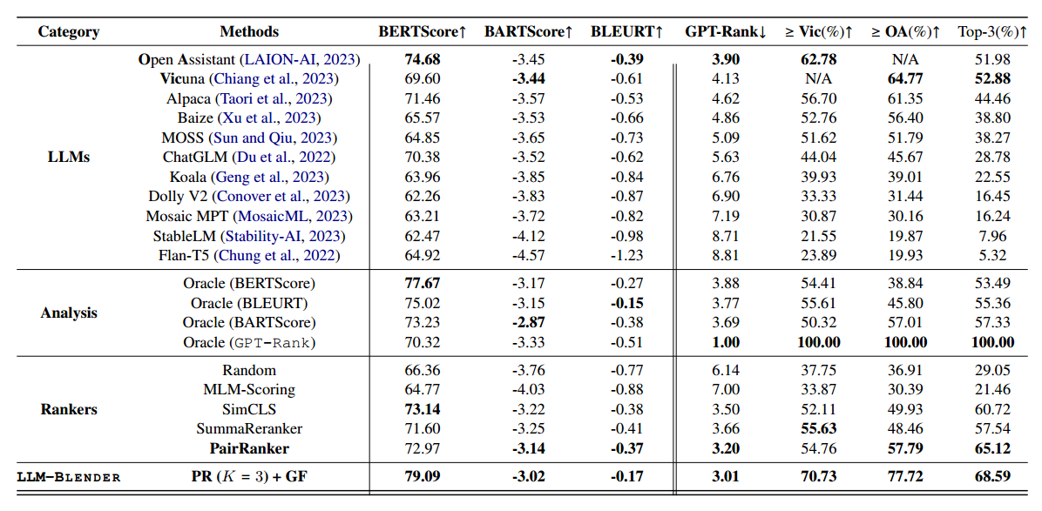 Category Methods BERTScore↑ BARTScore↑ BLEURT↑ GPT-Rank↓ ≥ Vic(%)↑ ≥ OA(%)↑ Top-3(%)↑
Open Assistant (LAION-AI, 2023) 74.68 -3.45 -0.39 3.90 62.78 N/A 51.98
Vicuna (Chiang et al., 2023) 69.60 -3.44 -0.61 4.13 N/A 64.77 52.88
Alpaca (Taori et al., 2023) 71.46 -3.57 -0.53 4.62 56.70 61.35 44.46
Baize (Xu et al., 2023) 65.57 -3.53 -0.66 4.86 52.76 56.40 38.80
MOSS (Sun and Qiu, 2023) 64.85 -3.65 -0.73 5.09 51.62 51.79 38.27
LLMs ChatGLM (Du et al., 2022) 70.38 -3.52 -0.62 5.63 44.04 45.67 28.78
Koala (Geng et al., 2023) 63.96 -3.85 -0.84 6.76 39.93 39.01 22.55
Dolly V2 (Conover et al., 2023) 62.26 -3.83 -0.87 6.90 33.33 31.44 16.45
Mosaic MPT (MosaicML, 2023) 63.21 -3.72 -0.82 7.19 30.87 30.16 16.24
StableLM (Stability-AI, 2023) 62.47 -4.12 -0.98 8.71 21.55 19.87 7.96
Flan-T5 (Chung et al., 2022) 64.92 -4.57 -1.23 8.81 23.89 19.93 5.32
Oracle (BERTScore) 77.67 -3.17 -0.27 3.88 54.41 38.84 53.49
Oracle (BLEURT) 75.02 -3.15 -0.15 3.77 55.61 45.80 55.36
Analysis Oracle (BARTScore) 73.23 -2.87 -0.38 3.69 50.32 57.01 57.33
Oracle (GPT-Rank) 70.32 -3.33 -0.51 1.00 100.00 100.00 100.00
Random 66.36 -3.76 -0.77 6.14 37.75 36.91 29.05
MLM-Scoring 64.77 -4.03 -0.88 7.00 33.87 30.39 21.46
Rankers SimCLS 73.14 -3.22 -0.38 3.50 52.11 49.93 60.72
SummaReranker 71.60 -3.25 -0.41 3.66 55.63 48.46 57.54
PairRanker 72.97 -3.14 -0.37 3.20 54.76 57.79 65.12
LLM-BLENDER PR (K = 3) + GF 79.09 -3.02 -0.17 3.01 70.73 77.72 68.59